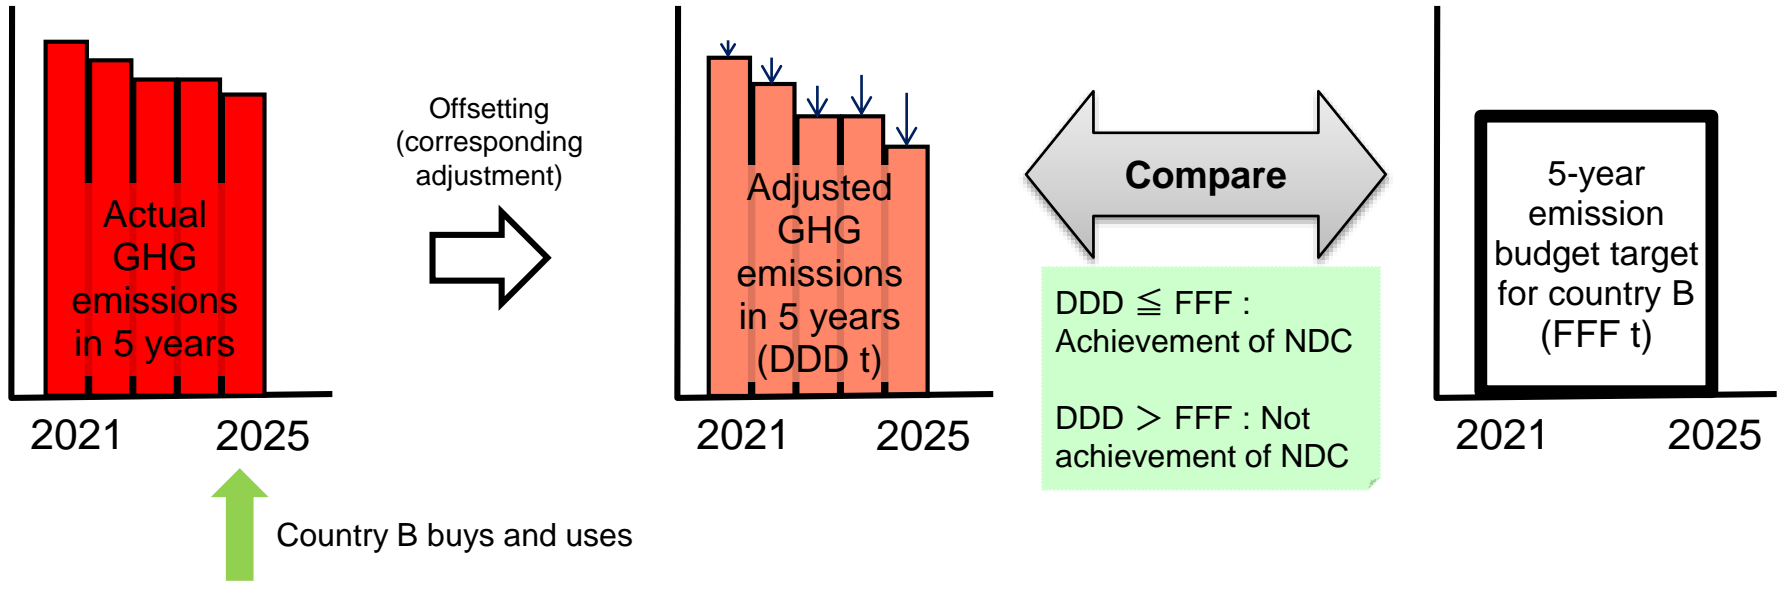 Actual
GHG
emissions
in 5 years
2021
2025
Country B buys and uses
Offsetting
(corresponding
adjustment)
Adjusted
GHG
emissions
in 5 years
(DDD t)
2021
2025
Compare
DDD ≦ FFF :
Achievement of NDC
DDD ＞ FFF : Not
achievement of NDC
5-year
emission
budget target
for country B
(FFF t)
2021
2025